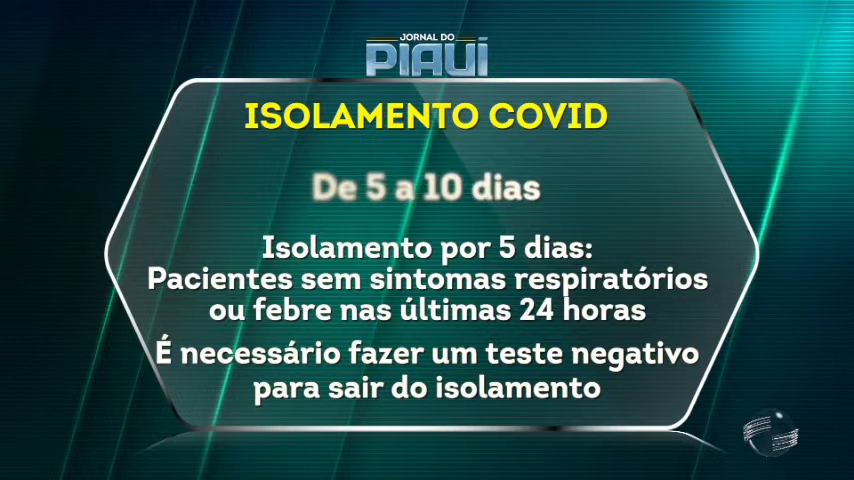 JORNAL DO
PIAUÍ
ISOLAMENTO COVID
De 5 a 10 dias
Isolamento por 5 dias:
Pacientes sem sintomas respiratórios
ou febre nas últimas 24 horas
É necessário fazer um teste negativo
para sair do isolamento